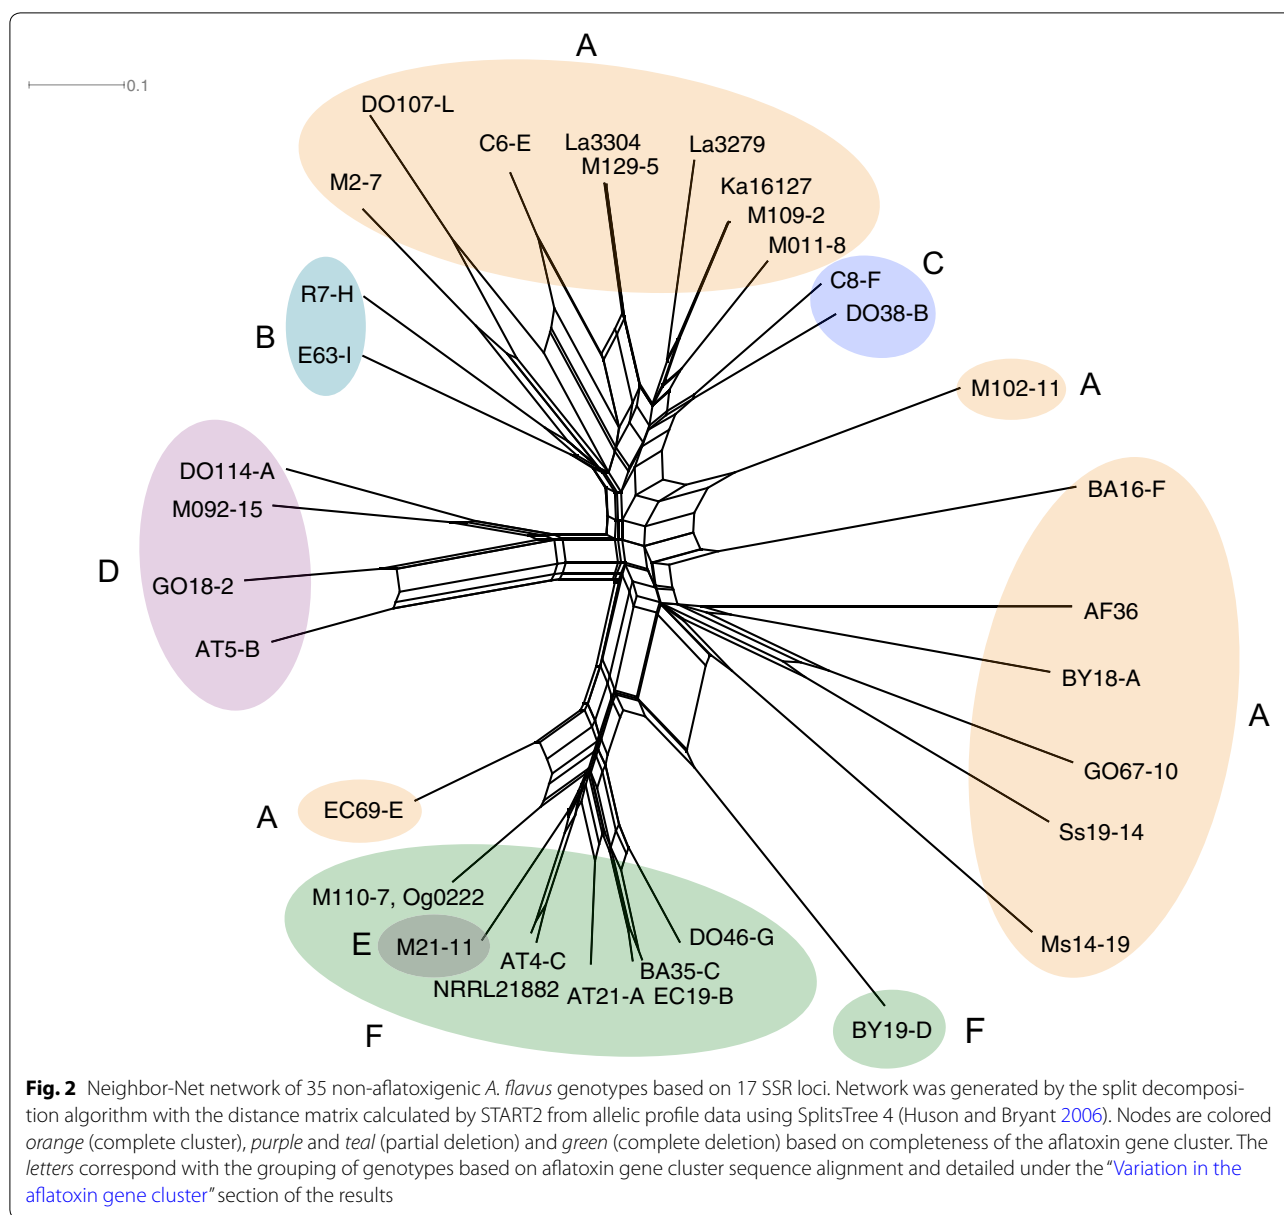 A
0.1
DO107-L
C6-E
La3304
M129-5
La3279
M2-7
Ka16127
M109-2
M011-8
C
C8-F
DO38-B
R7-H
B
E63-I
M102-11
A
DO114-A
M092-15
D
GO18-2
AT5-B
BA16-F
AF36
BY18-A
A
GO67-10
Ss19-14
Ms14-19
A
EC69-E
M110-7, Og0222
E
M21-11
AT4-C
NRRL21882
AT21-A
DO46-G
BA35-C
EC19-B
F
BY19-D
F
Fig. 2 Neighbor-Net network of 35 non-aflatoxigenic A. flavus genotypes based on 17 SSR loci. Network was generated by the split decomposi-
tion algorithm with the distance matrix calculated by START2 from allelic profile data using SplitsTree 4 (Huson and Bryant 2006). Nodes are colored
orange (complete cluster), purple and teal (partial deletion) and green (complete deletion) based on completeness of the aflatoxin gene cluster. The
letters correspond with the grouping of genotypes based on aflatoxin gene cluster sequence alignment and detailed under the "Variation in the
aflatoxin gene cluster" section of the results